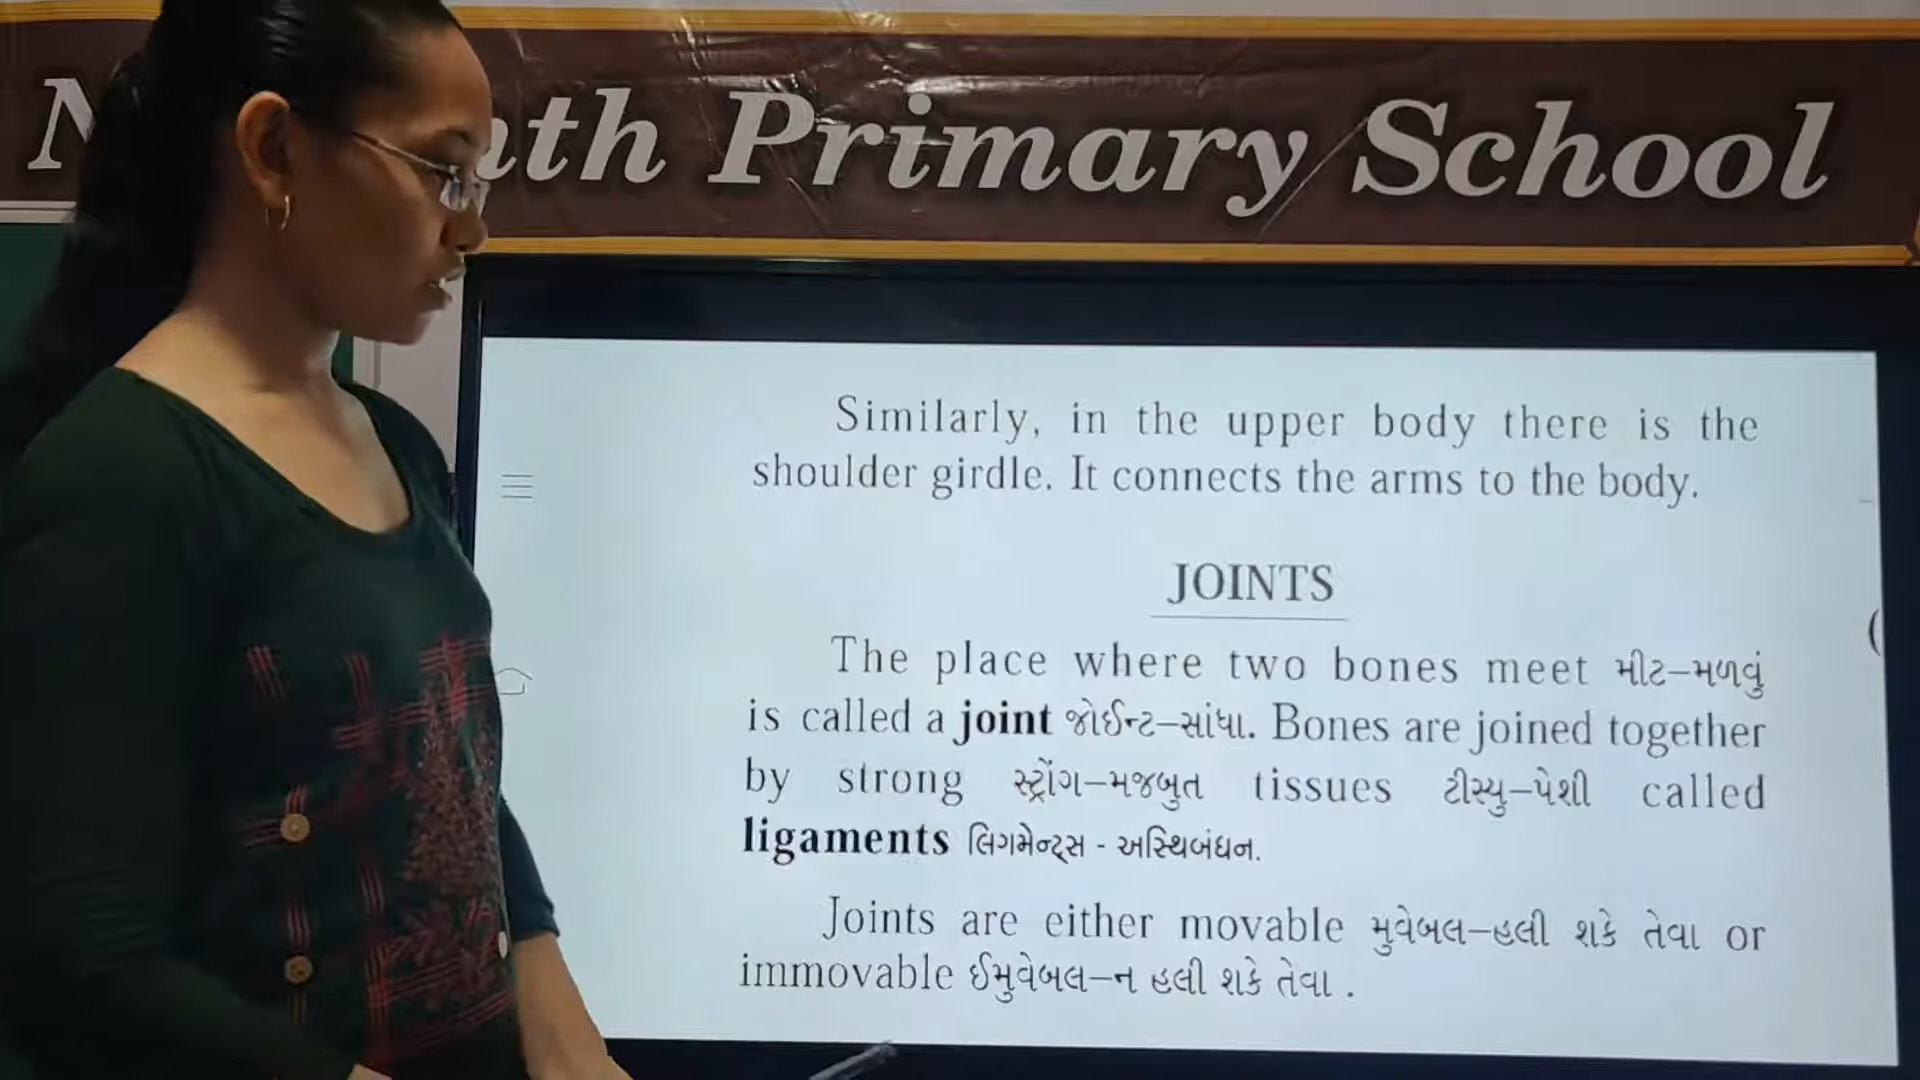 Primary School
Similarly, in the upper body there is the
shoulder girdle. It connects the arms to the body.
JOINTS
The place where two bones meet મીટ–મળવું
is called a joint જોઈન્ટ–સાંધા. Bones are joined together
by strong સ્ટ્રોંગ–મજબુત tissues ટીસ્યુ–પેશી called
ligaments લિગમેન્ટ્સ - અસ્થિબંધન.
Joints are either movable મુવેબલ–હલી શકે તેવા or
immovable ઈમુવેબલ–ન હલી શકે તેવા .